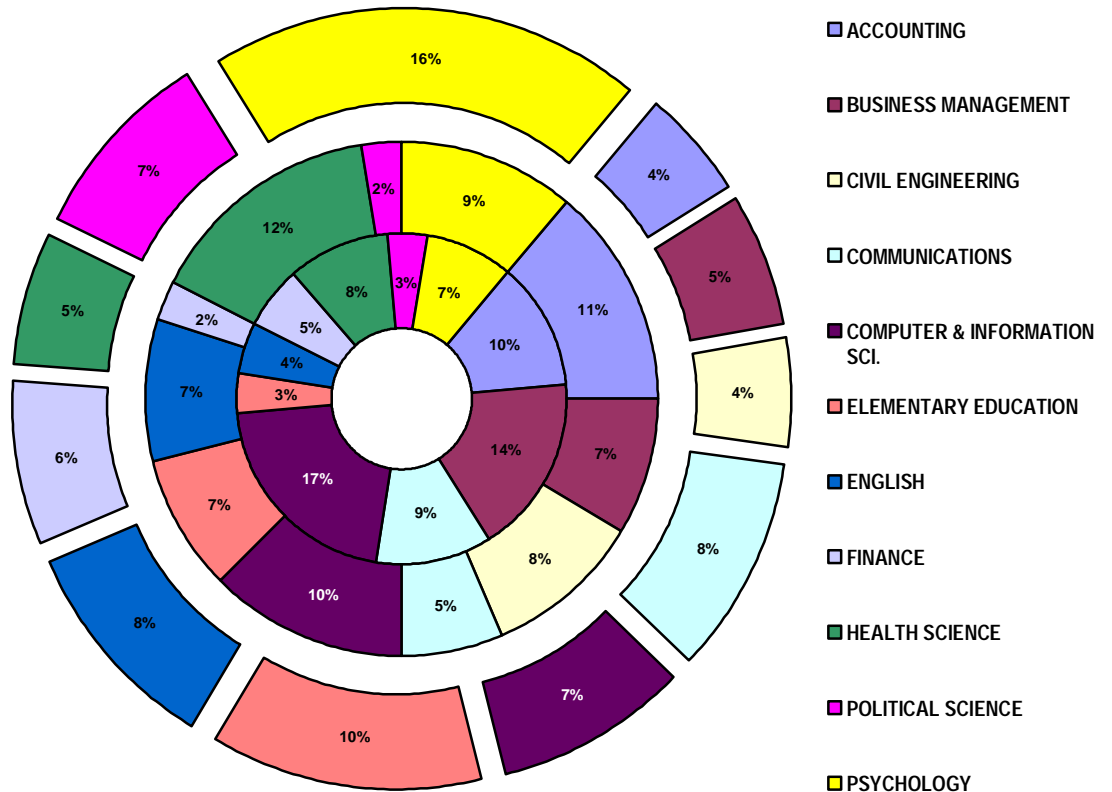 16%
4%
5%
4%
8%
7%
10%
8%
6%
5%
7%
9%
11%
7%
8%
5%
10%
7%
7%
2%
12%
2%
7%
10%
14%
9%
17%
3%
4%
5%
8%
3%
ACCOUNTING
BUSINESS MANAGEMENT
CIVIL ENGINEERING
COMMUNICATIONS
COMPUTER & INFORMATION
SCI.
ELEMENTARY EDUCATION
ENGLISH
FINANCE
HEALTH SCIENCE
POLITICAL SCIENCE
PSYCHOLOGY